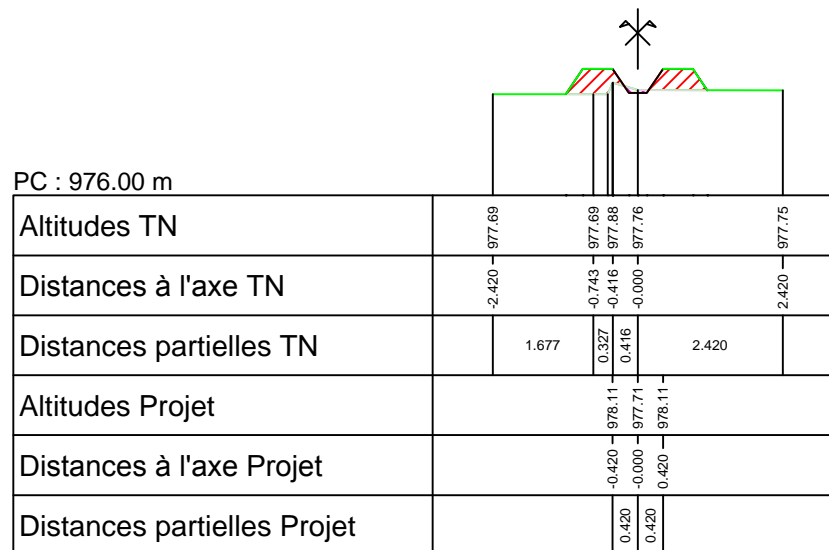 PC : 976.00 m
Altitudes TN 977.69 977.69 977.88 977.76 977.75
Distances à l'axe TN -2.420 -0.743 -0.416 -0.000 2.420
Distances partielles TN 1.677 0.327 0.416 2.420
Altitudes Projet 978.11 977.71 978.11
Distances à l'axe Projet -0.420 -0.000 0.420
Distances partielles Projet 0.420 0.420